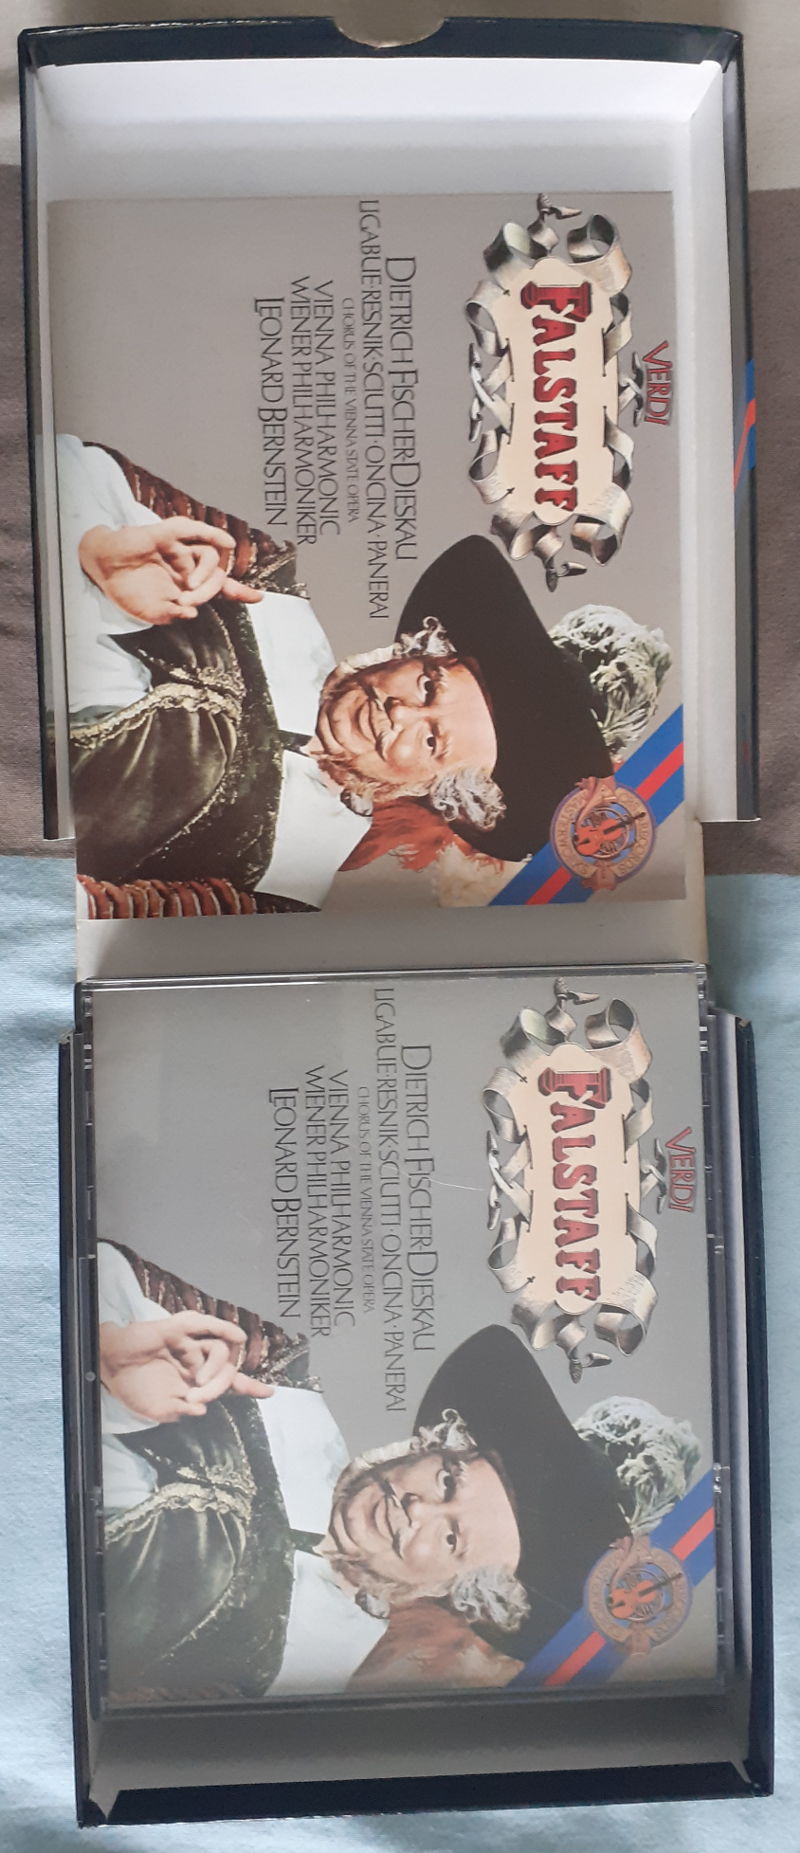 VERDI
FALSTAFF
DIETRICH FISCHER-DIESKAU
LIGABUE·RESNIK·SCIUTTI·ONCINA·PANERAI
CHORUS OF THE VIENNA STATE OPERA
VIENNA PHILHARMONIC
WIENER PHILHARMONIKER
LEONARD BERNSTEIN
VERDI
FALSTAFF
DIETRICH FISCHER-DIESKAU
LIGABUE·RESNIK·SCIUTTI·ONCINA·PANERAI
CHORUS OF THE VIENNA STATE OPERA
VIENNA PHILHARMONIC
WIENER PHILHARMONIKER
LEONARD BERNSTEIN